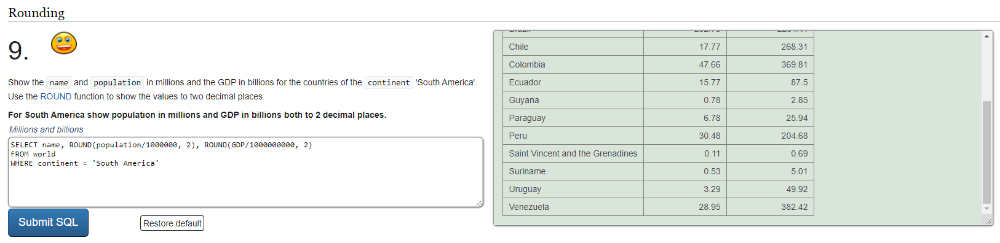 Rounding
9.
Show the name and population in millions and the GDP in billions for the countries of the continent 'South America'.
Use the ROUND function to show the values to two decimal places.
For South America show population in millions and GDP in billions both to 2 decimal places.
Millions and billions
SELECT name, ROUND(population/1000000, 2), ROUND(GDP/1000000000, 2)
FROM world
WHERE continent = 'South America'
Submit SQL
Restore default
Chile 17.77 268.31
Colombia 47.66 369.81
Ecuador 15.77 87.5
Guyana 0.78 2.85
Paraguay 6.78 25.94
Peru 30.48 204.68
Saint Vincent and the Grenadines 0.11 0.69
Suriname 0.53 5.01
Uruguay 3.29 49.92
Venezuela 28.95 382.42